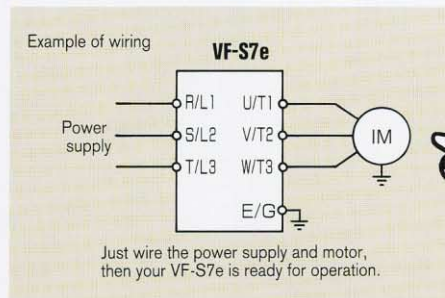 Example of wiring
VF-S7e
R/L1 U/T1
Power supply
S/L2 V/T2
IM
T/L3 W/T3
E/G
Just wire the power supply and motor,
then your VF-S7e is ready for operation.